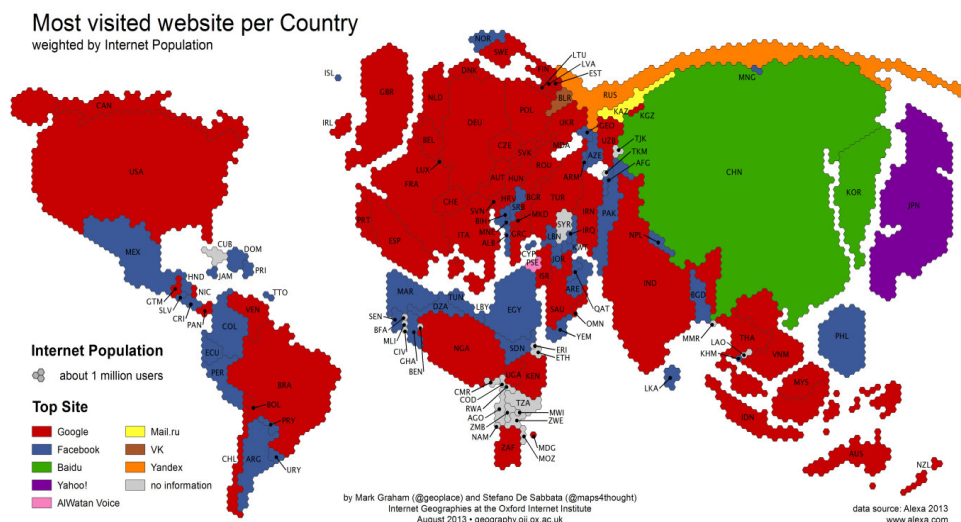 Most visited website per Country
weighted by Internet Population
CAN
USA
MEX
CUB
DOM
JAM
PRI
HND
NIC
GTM
SLV
CRI
PAN
TTO
VEN
COL
ECU
PER
BRA
BOL
PRY
CHL
ARG
URY
ISL
IRL
GBR
NOR
SWE
FIN
DNK
LTU
LVA
EST
BLR
RUS
NLD
DEU
POL
BEL
UKR
CZE
MDA
SVK
LUX
ROU
FRA
AUT
HUN
CHE
HRV
SRB
BGR
TUR
SVN
BIH
MKD
MNE
PRT
ESP
ITA
ALB
GRC
CYP
PSE
ISR
LBN
SYR
JOR
IRQ
KWT
IRN
ARM
AZE
GEO
KAZ
KGZ
UZB
TJK
TKM
AFG
PAK
NPL
MNG
CHN
KOR
JPN
IND
BGD
LKA
MMR
LAO
KHM
THA
VNM
PHL
MYS
IDN
AUS
NZL
MAR
DZA
TUN
LBY
EGY
ARE
QAT
SAU
OMN
YEM
SEN
BFA
MLI
CIV
GHA
BEN
NGA
SDN
ERI
ETH
CMR
COD
UGA
KEN
RWA
TZA
AGO
MWI
ZMB
ZWE
NAM
ZAF
MDG
MOZ
Internet Population
about 1 million users
Top Site
Google
Facebook
Baidu
Yahoo!
AlWatan Voice
Mail.ru
VK
Yandex
no information
by Mark Graham (@geoplace) and Stefano De Sabbata (@maps4thought)
Internet Geographies at the Oxford Internet Institute
August 2013 • geography.oii.ox.ac.uk
data source: Alexa 2013
www.alexa.com